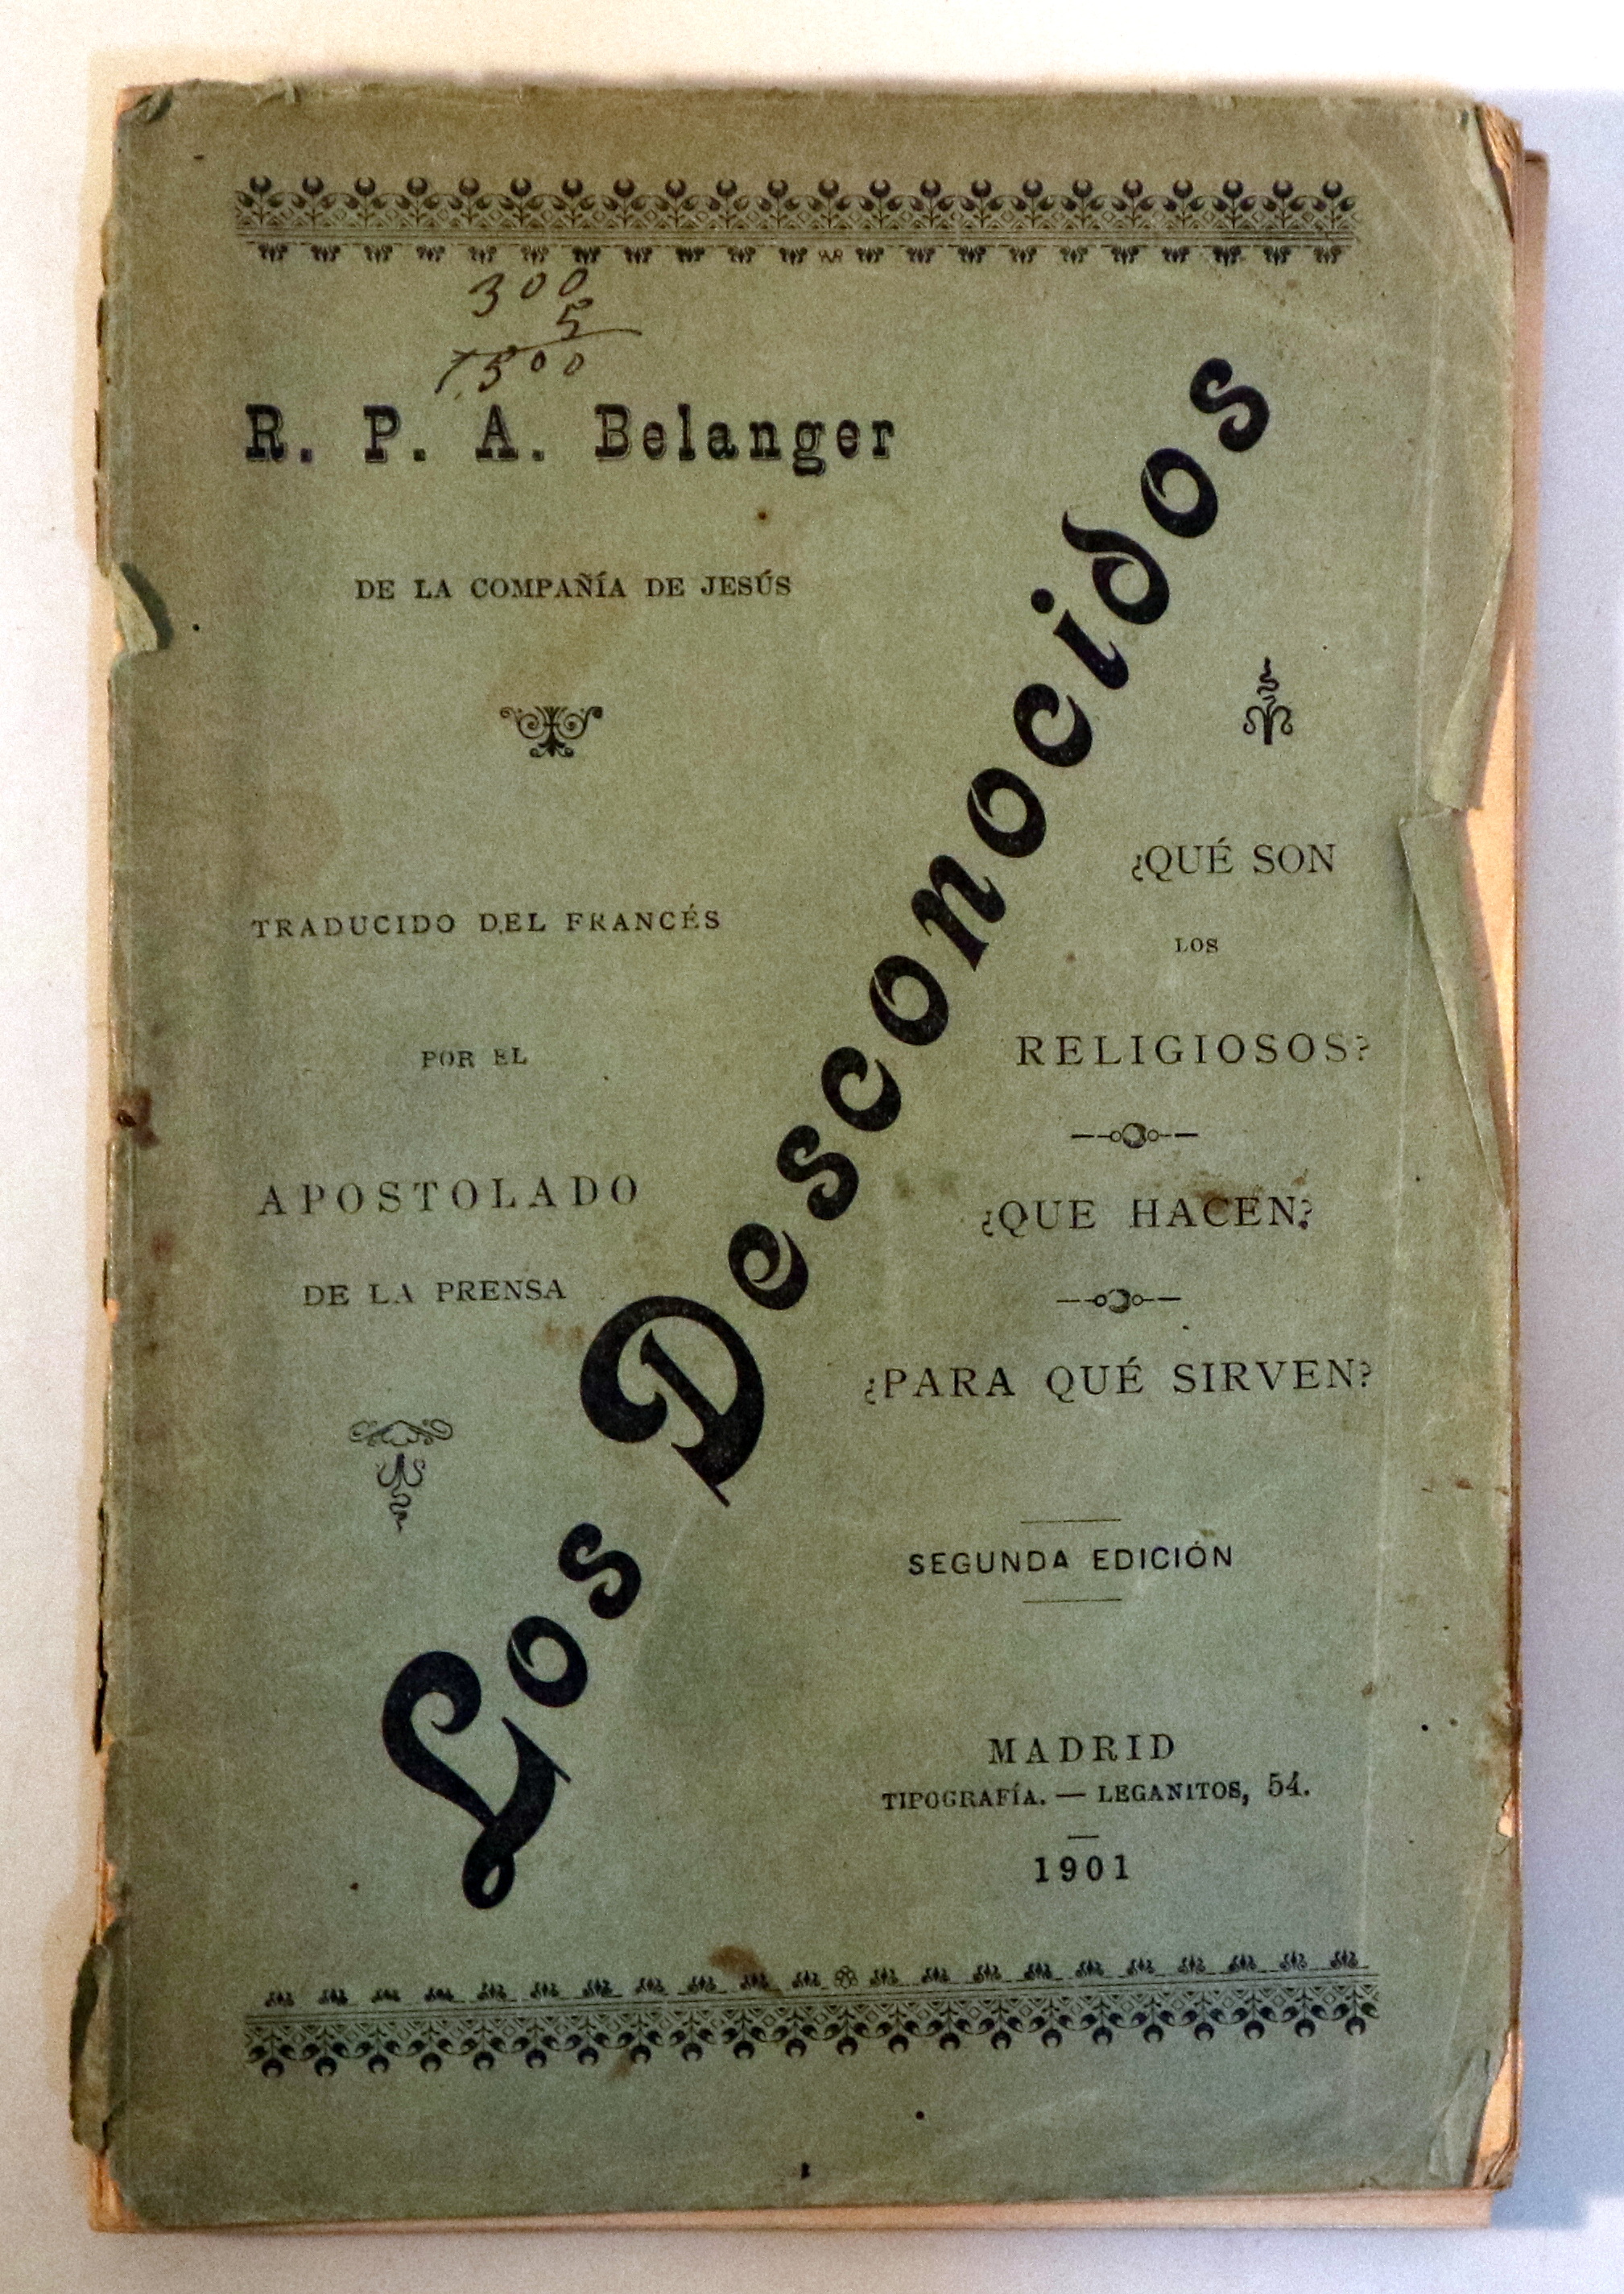 300
5
1500
R. P. A. Belanger
DE LA COMPAÑÍA DE JESÚS
TRADUCIDO DEL FRANCÉS
POR EL
APOSTOLADO
DE LA PRENSA
Los Desconocidos
¿QUÉ SON
LOS
RELIGIOSOS?
¿QUE HACEN?
¿PARA QUÉ SIRVEN?
SEGUNDA EDICIÓN
MADRID
TIPOGRAFÍA. — LEGANITOS, 54.
1901